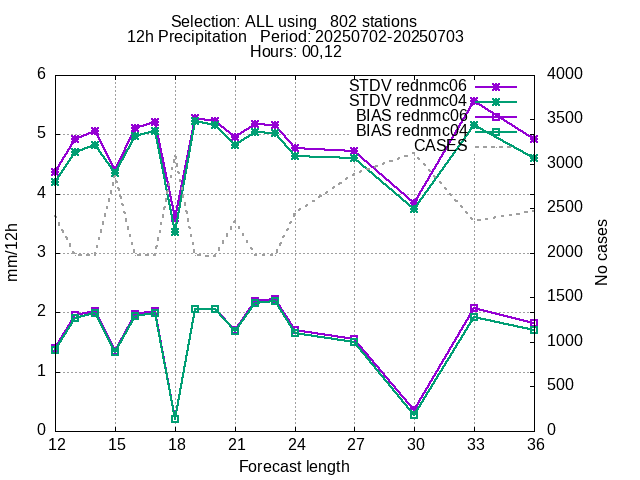 Selection: ALL using   802 stations
12h Precipitation   Period: 20250702-20250703
Hours: 00,12
STDV rednmc06
STDV rednmc04
BIAS rednmc06
BIAS rednmc04
CASES
6
5
4
3
2
1
0
mm/12h
4000
3500
3000
2500
2000
1500
1000
500
0
No cases
12 15 18 21 24 27 30 33 36
Forecast length